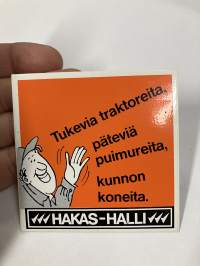 Tukevia traktoreita,
päteviä
puimureita,
kunnon
koneita.
HAKAS-HALLI